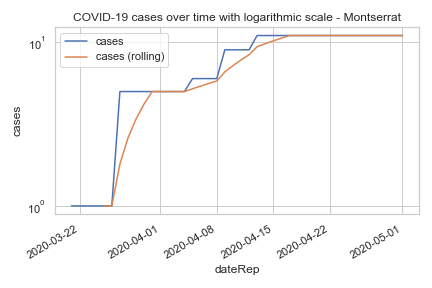 COVID-19 cases over time with logarithmic scale - Montserrat
cases
cases (rolling)
10¹
10⁰
cases
2020-03-22
2020-04-01
2020-04-08
2020-04-15
2020-04-22
2020-05-01
dateRep